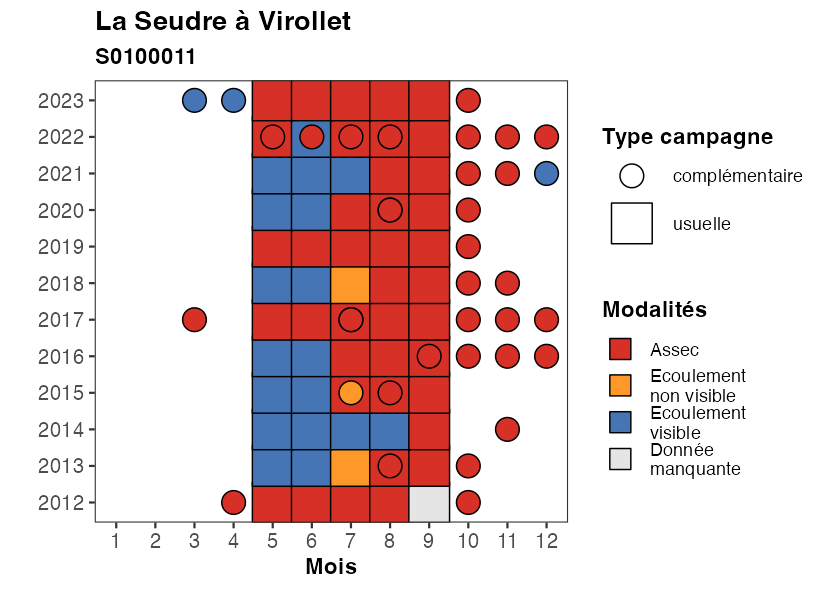 La Seudre à Virollet
S0100011
2023
2022
2021
2020
2019
2018
2017
2016
2015
2014
2013
2012
1 2 3 4 5 6 7 8 9 10 11 12
Mois
Type campagne
complémentaire
usuelle
Modalités
Assec
Ecoulement
non visible
Ecoulement
visible
Donnée
manquante